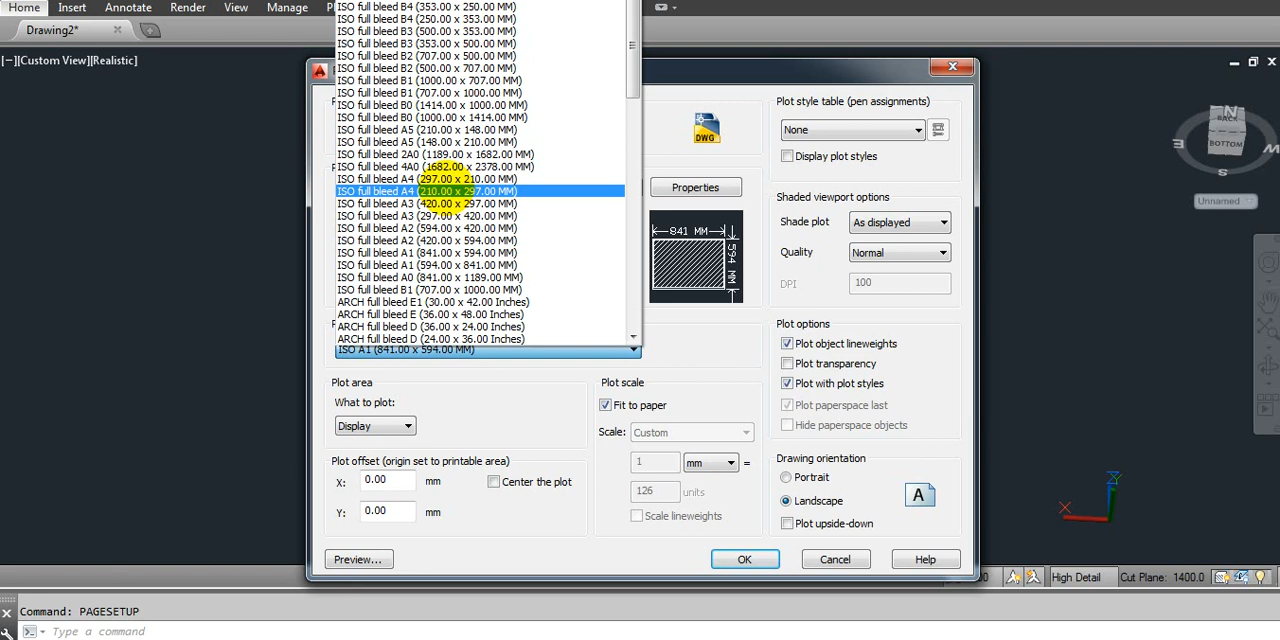 Home Insert Annotate Render View Manage
Drawing2*
[−][Custom View][Realistic]
ISO full bleed B4 (353.00 x 250.00 MM)
ISO full bleed B4 (250.00 x 353.00 MM)
ISO full bleed B3 (500.00 x 353.00 MM)
ISO full bleed B3 (353.00 x 500.00 MM)
ISO full bleed B2 (707.00 x 500.00 MM)
ISO full bleed B2 (500.00 x 707.00 MM)
ISO full bleed B1 (1000.00 x 707.00 MM)
ISO full bleed B1 (707.00 x 1000.00 MM)
ISO full bleed B0 (1414.00 x 1000.00 MM)
ISO full bleed B0 (1000.00 x 1414.00 MM)
ISO full bleed A5 (210.00 x 148.00 MM)
ISO full bleed A5 (148.00 x 210.00 MM)
ISO full bleed 2A0 (1189.00 x 1682.00 MM)
ISO full bleed 4A0 (1682.00 x 2378.00 MM)
ISO full bleed A4 (297.00 x 210.00 MM)
ISO full bleed A4 (210.00 x 297.00 MM)
ISO full bleed A3 (420.00 x 297.00 MM)
ISO full bleed A3 (297.00 x 420.00 MM)
ISO full bleed A2 (594.00 x 420.00 MM)
ISO full bleed A2 (420.00 x 594.00 MM)
ISO full bleed A1 (841.00 x 594.00 MM)
ISO full bleed A1 (594.00 x 841.00 MM)
ISO full bleed A0 (841.00 x 1189.00 MM)
ISO full bleed B1 (707.00 x 1000.00 MM)
ARCH full bleed E1 (30.00 x 42.00 Inches)
ARCH full bleed E (36.00 x 48.00 Inches)
ARCH full bleed D (36.00 x 24.00 Inches)
ARCH full bleed D (24.00 x 36.00 Inches)
ISO A1 (841.00 x 594.00 MM)
DWG
Properties
841 MM
594 MM
Plot area
What to plot:
Display
Plot offset (origin set to printable area)
X: 0.00 mm
Center the plot
Y: 0.00 mm
Plot scale
Fit to paper
Scale: Custom
1 mm =
126 units
Scale lineweights
Plot style table (pen assignments)
None
Display plot styles
Shaded viewport options
Shade plot As displayed
Quality Normal
DPI 100
Plot options
Plot object lineweights
Plot transparency
Plot with plot styles
Plot paperspace last
Hide paperspace objects
Drawing orientation
Portrait
Landscape
A
Plot upside-down
Preview... OK Cancel Help
N
BACK
E BOTTOM W
S
Unnamed
X Z
High Detail Cut Plane: 1400.0
Command: PAGESETUP
Type a command